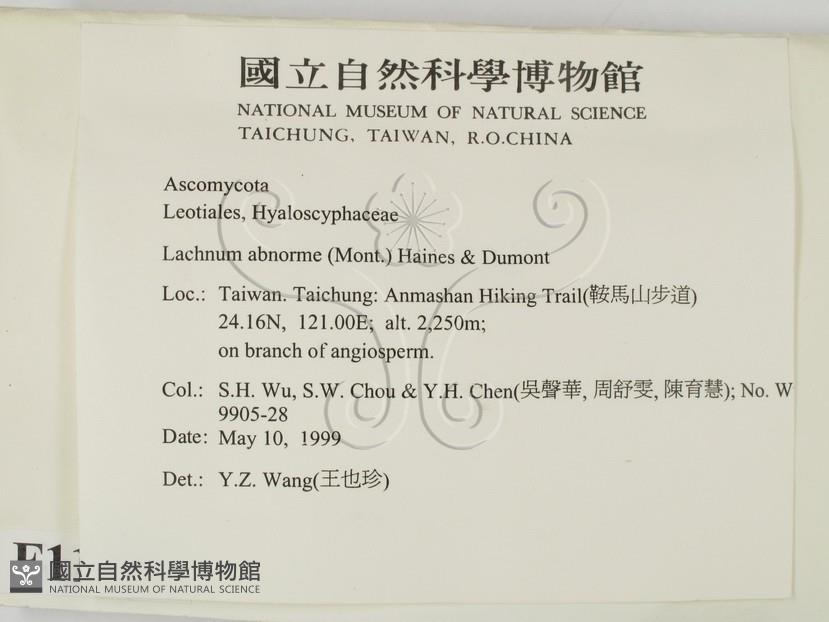 國立自然科學博物館
NATIONAL MUSEUM OF NATURAL SCIENCE
TAICHUNG, TAIWAN, R.O.CHINA
Ascomycota
Leotiales, Hyaloscyphaceae
Lachnum abnorme (Mont.) Haines & Dumont
Loc.: Taiwan. Taichung: Anmashan Hiking Trail(鞍馬山步道)
24.16N, 121.00E; alt. 2,250m;
on branch of angiosperm.
Col.: S.H. Wu, S.W. Chou & Y.H. Chen(吳聲華, 周舒雯, 陳育慧); No. W
9905-28
Date: May 10, 1999
Det.: Y.Z. Wang(王也珍)
國立自然科學博物館
NATIONAL MUSEUM OF NATURAL SCIENCE